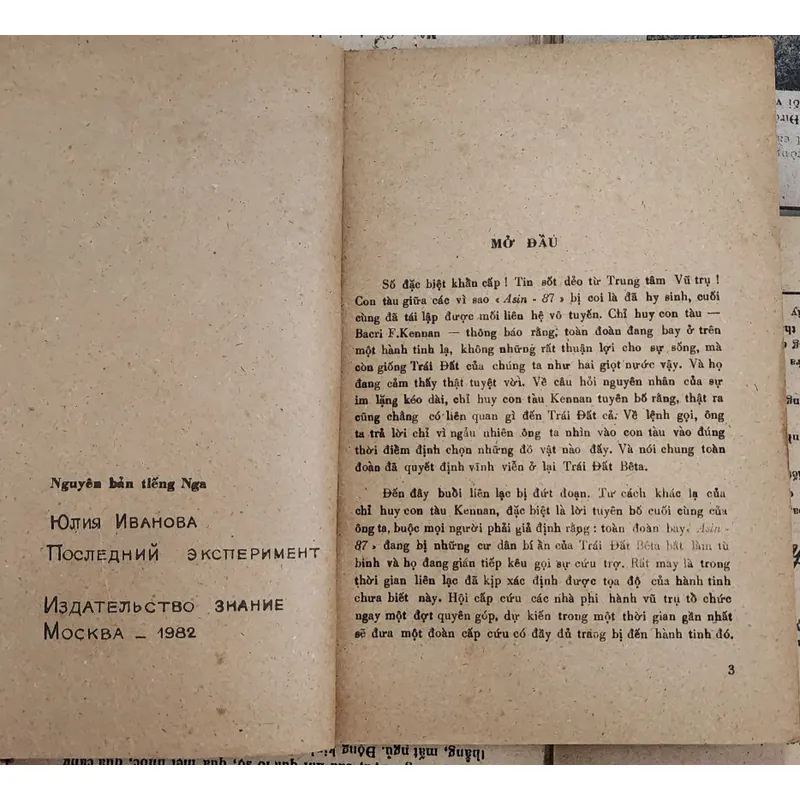 Nguyên bản tiếng Nga
ЮЛИЯ ИВАНОВА
ПОСЛЕДНИЙ ЭКСПЕРИМЕНТ
ИЗДАТЕЛЬСТВО ЗНАНИЕ
МОСКВА – 1982
MỞ ĐẦU
Số đặc biệt khẩn cấp ! Tin sốt dẻo từ Trung tâm Vũ trụ !
Con tàu giữa các vì sao « Asin - 87 » bị coi là đã hy sinh, cuối
cùng đã tái lập được mối liên hệ vô tuyến. Chỉ huy con tàu —
Bacri F.Kennan — thông báo rằng, toàn đoàn đang bay ở trên
một hành tinh lạ, không những rất thuận lợi cho sự sống, mà
còn giống Trái Đất của chúng ta như hai giọt nước vậy. Và họ
đang cảm thấy thật tuyệt vời. Về câu hỏi nguyên nhân của sự
im lặng kéo dài, chỉ huy con tàu Kennan tuyên bố rằng, thật ra
cũng chẳng có liên quan gì đến Trái Đất cả. Về lệnh gọi, ông
ta trả lời chỉ vì ngẫu nhiên ông ta nhìn vào con tàu vào đúng
thời điểm định chọn những đồ vật nào đấy. Và nói chung toàn
đoàn đã quyết định vĩnh viễn ở lại Trái Đất Bêta.
Đến đây buổi liên lạc bị đứt đoạn. Tư cách khác lạ của
chỉ huy con tàu Kennan, đặc biệt là lời tuyên bố cuối cùng của
ông ta, buộc mọi người phải giả định rằng : toàn đoàn bay « Asin -
87 » đang bị những cư dân bí ẩn của Trái Đất Bêta bắt làm tù
binh và họ đang gián tiếp kêu gọi sự cứu trợ. Rất may là trong
thời gian liên lạc đã kịp xác định được tọa độ của hành tinh
chưa biết này. Hội cấp cứu các nhà phi hành vũ trụ tổ chức
ngay một đợt quyên góp, dự kiến trong một thời gian gần nhất
sẽ đưa một đoàn cấp cứu có đầy đủ trang bị đến hành tinh đó.
3